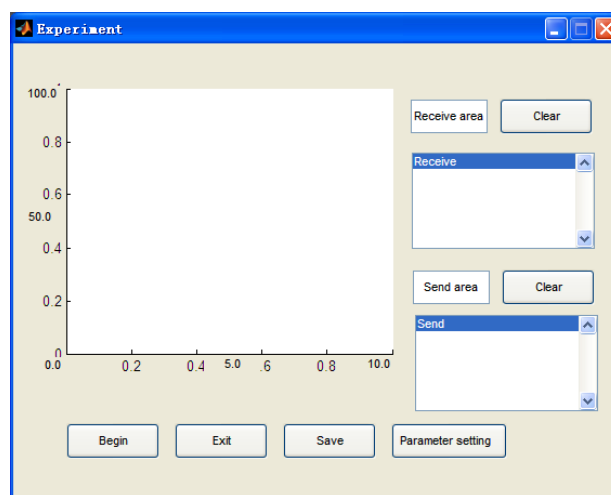 Experiment
100.0
0.8
0.6
50.0
0.4
0.2
0
0.0
0.2
0.4
5.0
.6
0.8
10.0
Receive area
Clear
Receive
Send area
Clear
Send
Begin
Exit
Save
Parameter setting